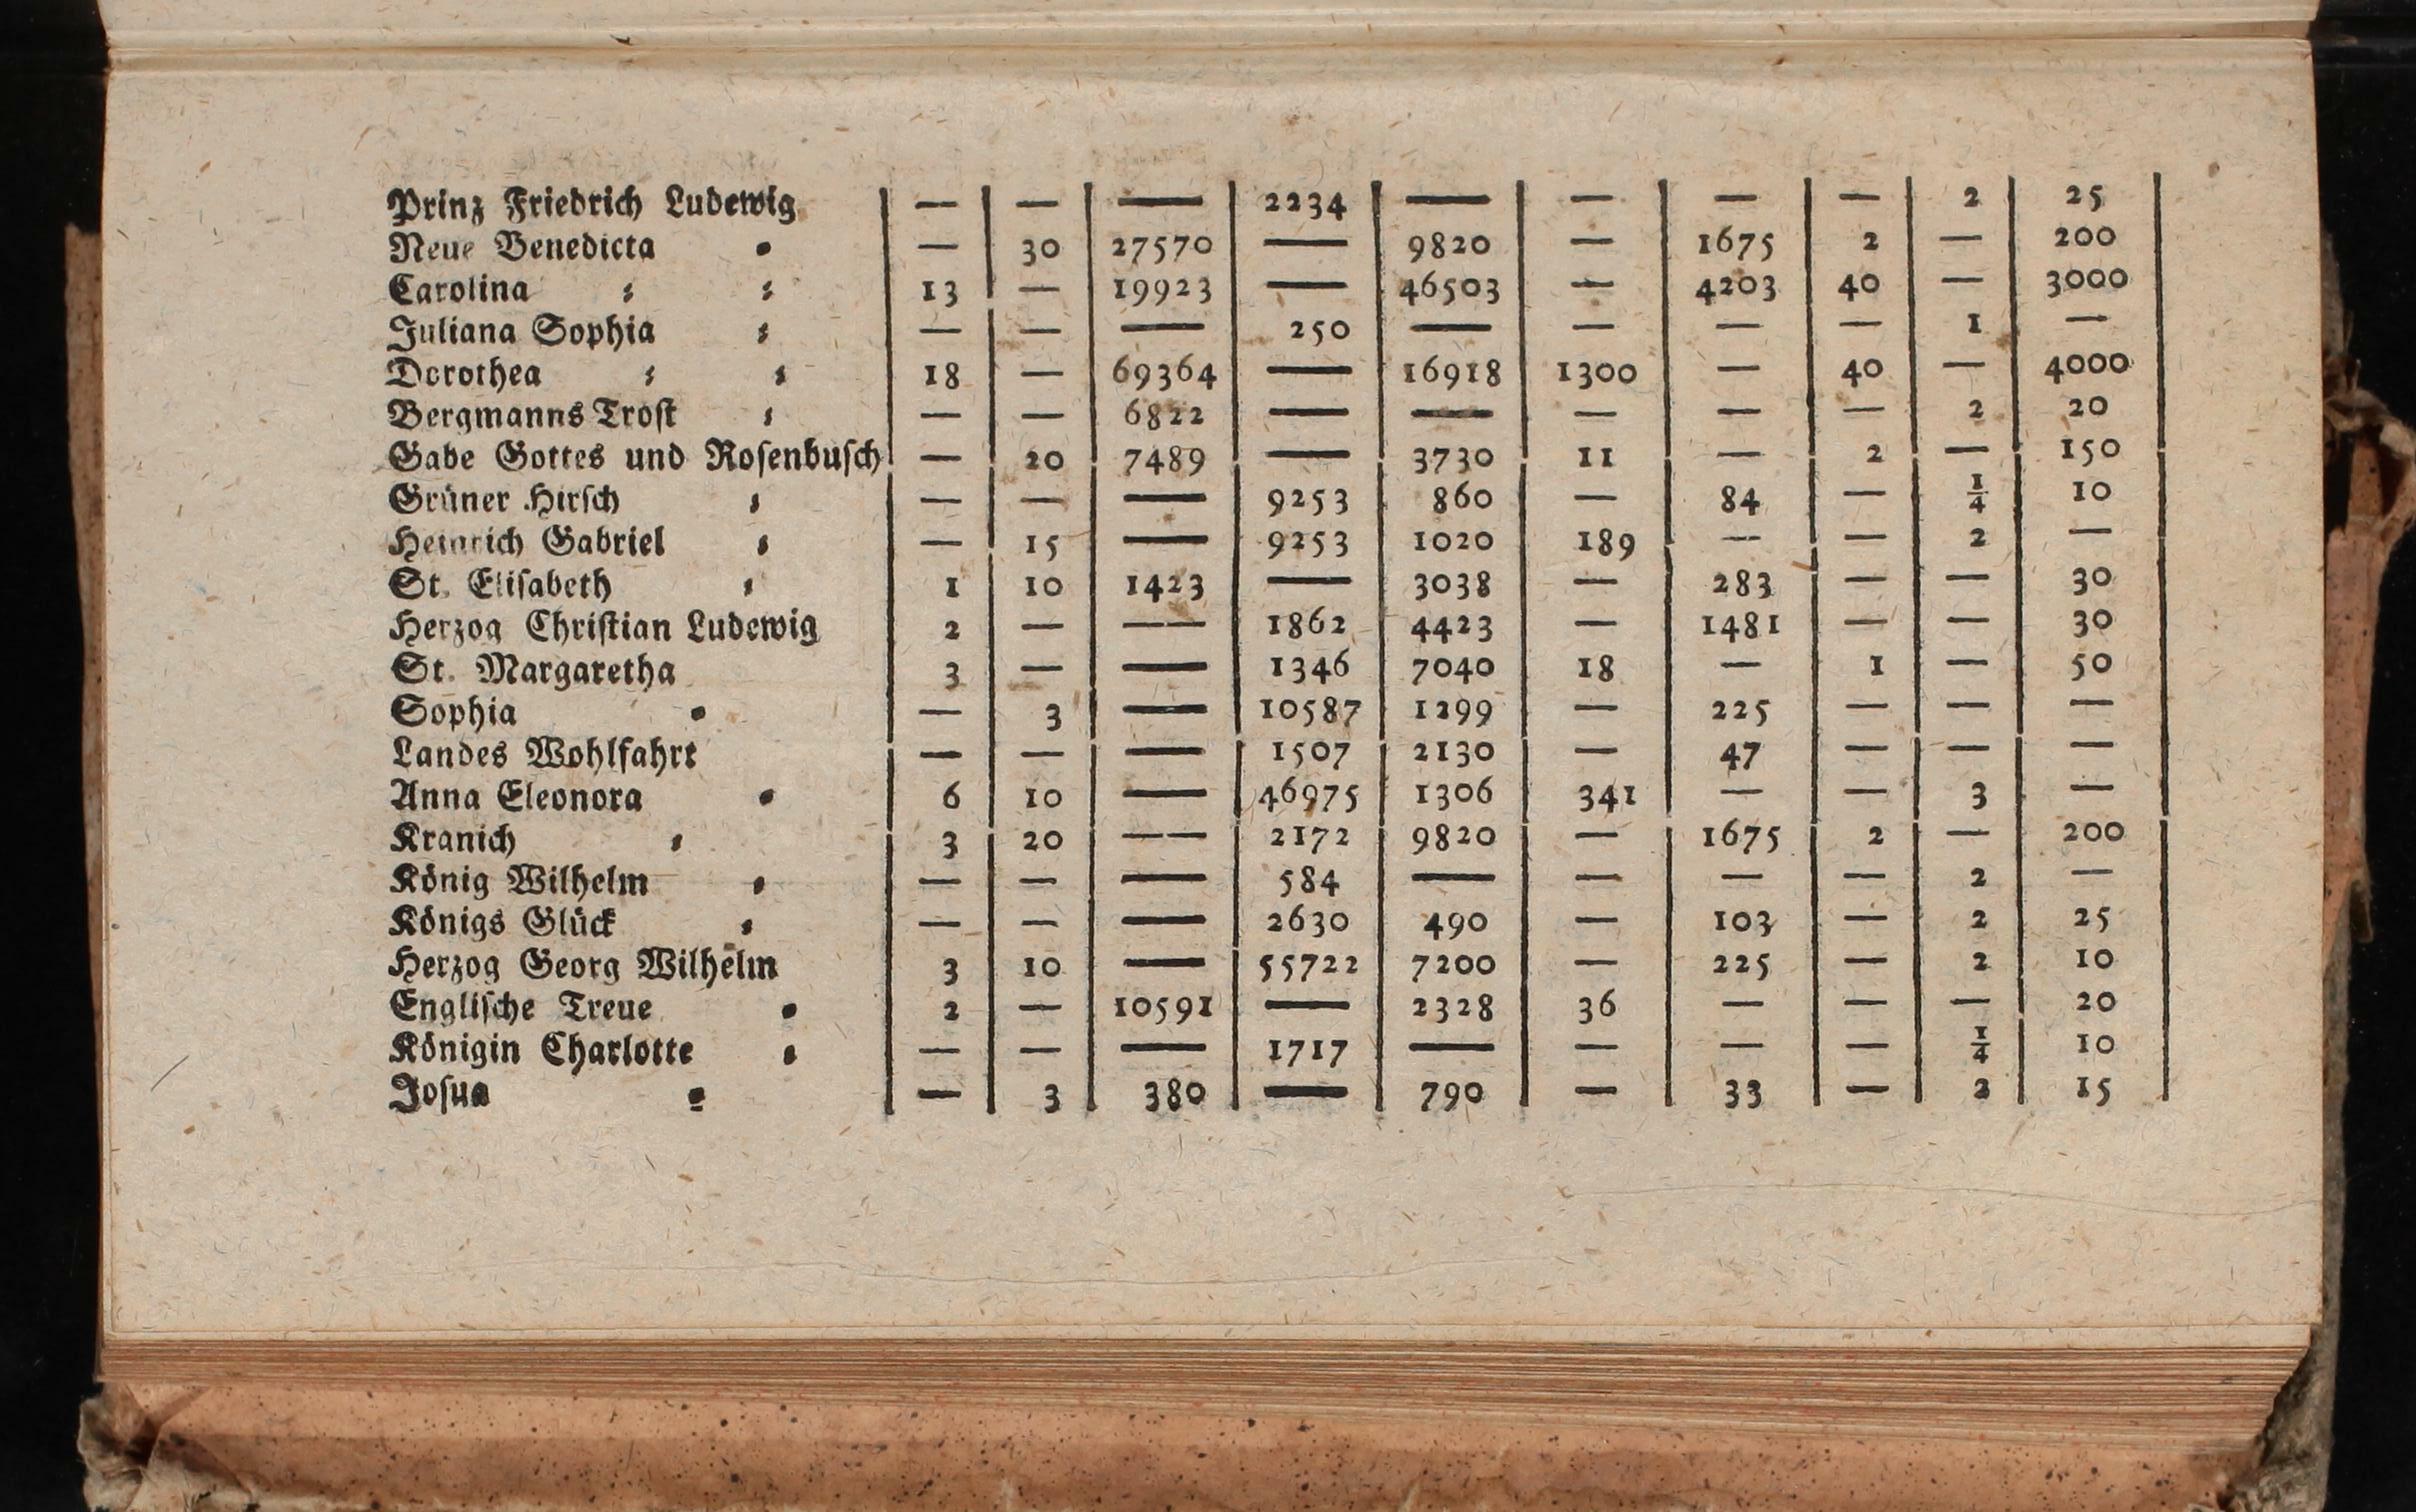 Prinz Friedrich Ludewig | — | — | — | 2234 | — | — | — | — | 2 | 25
Neue Benedicta | — | 30 | 27570 | — | 9820 | — | 1675 | 2 | — | 200
Carolina | 13 | — | 19923 | — | 46503 | — | 4203 | 40 | — | 3000
Juliana Sophia | — | — | — | 250 | — | — | — | — | 1 | —
Dorothea | 18 | — | 69364 | — | 16918 | 1300 | — | 40 | — | 4000
Bergmanns Troſt | — | — | 6822 | — | — | — | — | — | 2 | 20
Gabe Gottes und Roſenbuſch | — | 20 | 7489 | — | 3730 | 11 | — | 2 | — | 150
Grüner Hirſch | — | — | — | 9253 | 860 | — | 84 | — | ¼ | 10
Heinrich Gabriel | — | 15 | — | 9253 | 1020 | 189 | — | — | 2 | —
St. Eliſabeth | 1 | 10 | 1423 | — | 3038 | — | 283 | — | — | 30
Herzog Chriſtian Ludewig | 2 | — | — | 1862 | 4423 | — | 1481 | — | — | 30
St. Margaretha | 3 | — | — | 1346 | 7040 | 18 | — | 1 | — | 50
Sophia | — | 3 | — | 10587 | 1299 | — | 225 | — | — | —
Landes Wohlfahrt | — | — | — | 1507 | 2130 | — | 47 | — | — | —
Anna Eleonora | 6 | 10 | — | 46975 | 1306 | 341 | — | — | 3 | —
Kranich | 3 | 20 | — | 2172 | 9820 | — | 1675 | 2 | — | 200
König Wilhelm | — | — | — | 584 | — | — | — | — | 2 | —
Königs Glück | — | — | — | 2630 | 490 | — | 103 | — | 2 | 25
Herzog Georg Wilhelm | 3 | 10 | — | 55722 | 7200 | — | 225 | — | 2 | 10
Engliſche Treue | 2 | — | 10591 | — | 2328 | 36 | — | — | — | 20
Königin Charlotte | — | — | — | 1717 | — | — | — | — | ¼ | 10
Joſua | — | 3 | 380 | — | 790 | — | 33 | — | 2 | 15